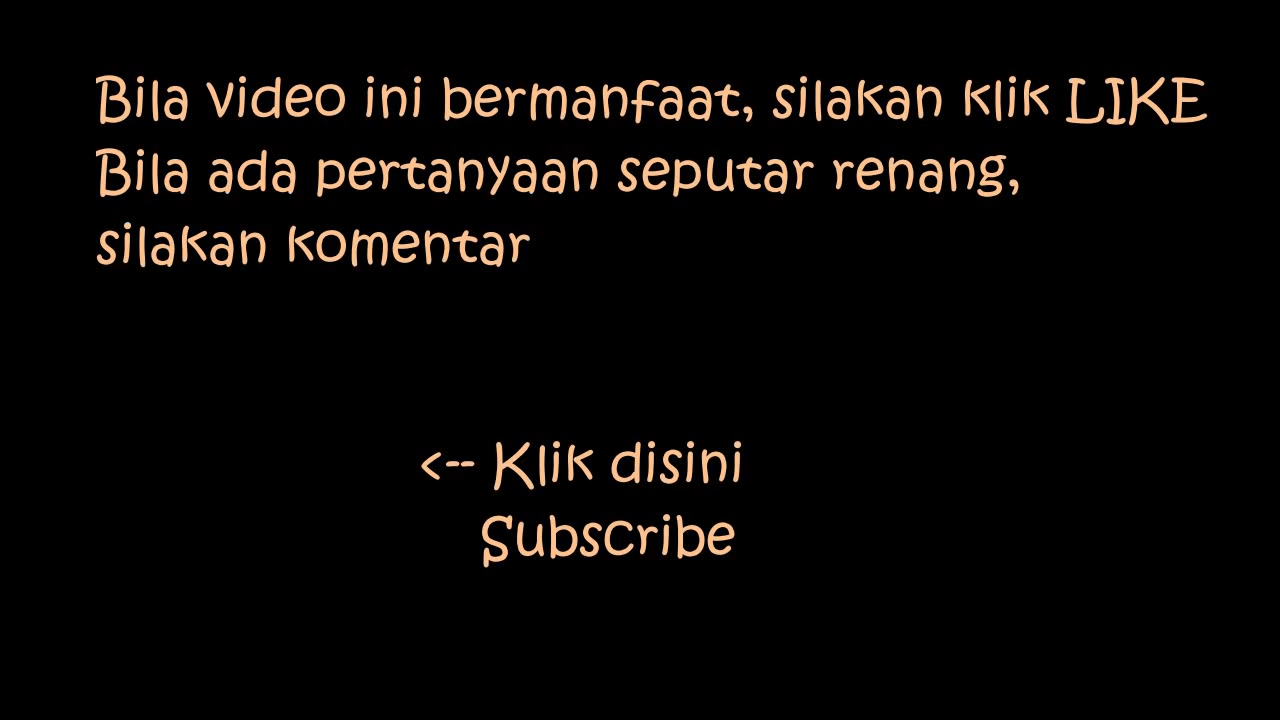 Bila video ini bermanfaat, silakan klik LIKE
Bila ada pertanyaan seputar renang,
silakan komentar
<-- Klik disini
Subscribe